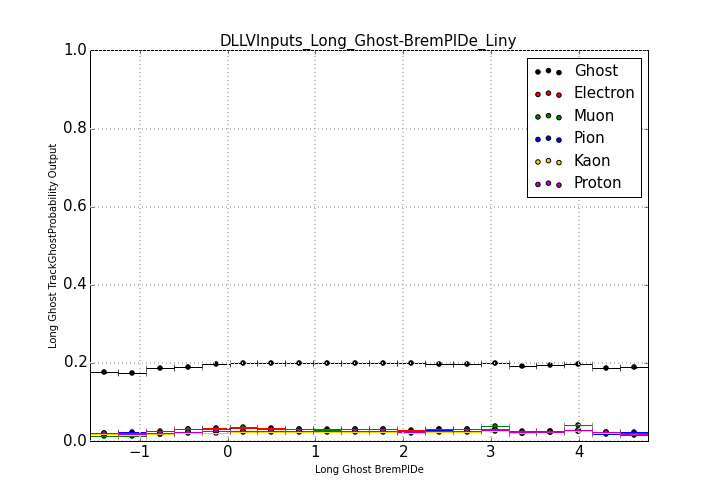 DLLVInputs_Long_Ghost-BremPIDe_Liny
1.0
0.8
0.6
0.4
0.2
0.0
Long Ghost TrackGhostProbability Output
Ghost
Electron
Muon
Pion
Kaon
Proton
−1 0 1 2 3 4
Long Ghost BremPIDe